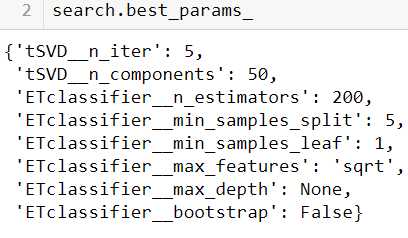 2 search.best_params_
{'tSVD__n_iter': 5,
'tSVD__n_components': 50,
'ETclassifier__n_estimators': 200,
'ETclassifier__min_samples_split': 5,
'ETclassifier__min_samples_leaf': 1,
'ETclassifier__max_features': 'sqrt',
'ETclassifier__max_depth': None,
'ETclassifier__bootstrap': False}